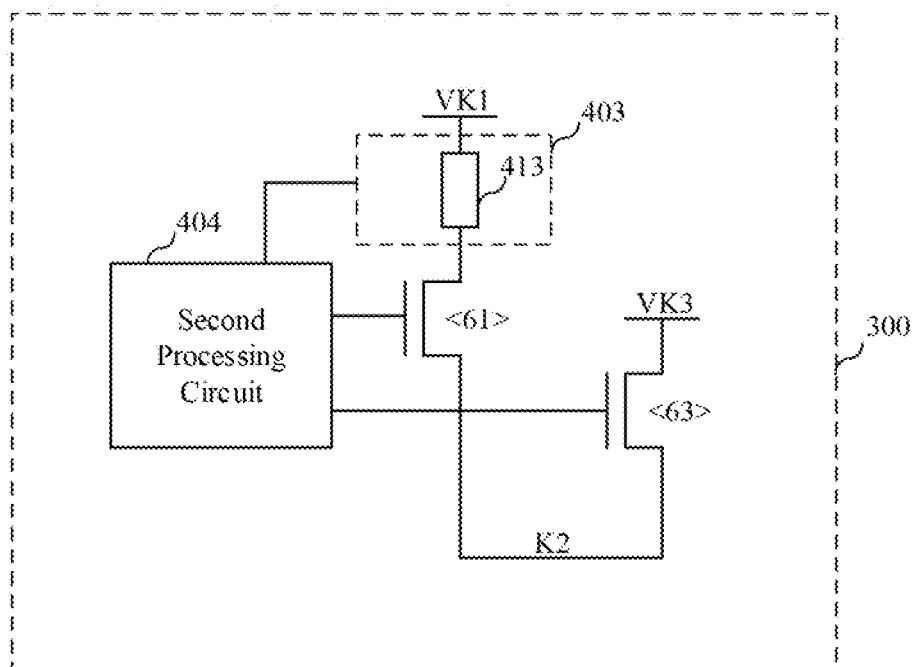 VK1
403
413
404
Second
Processing
Circuit
<61>
VK3
300
<63>
K2